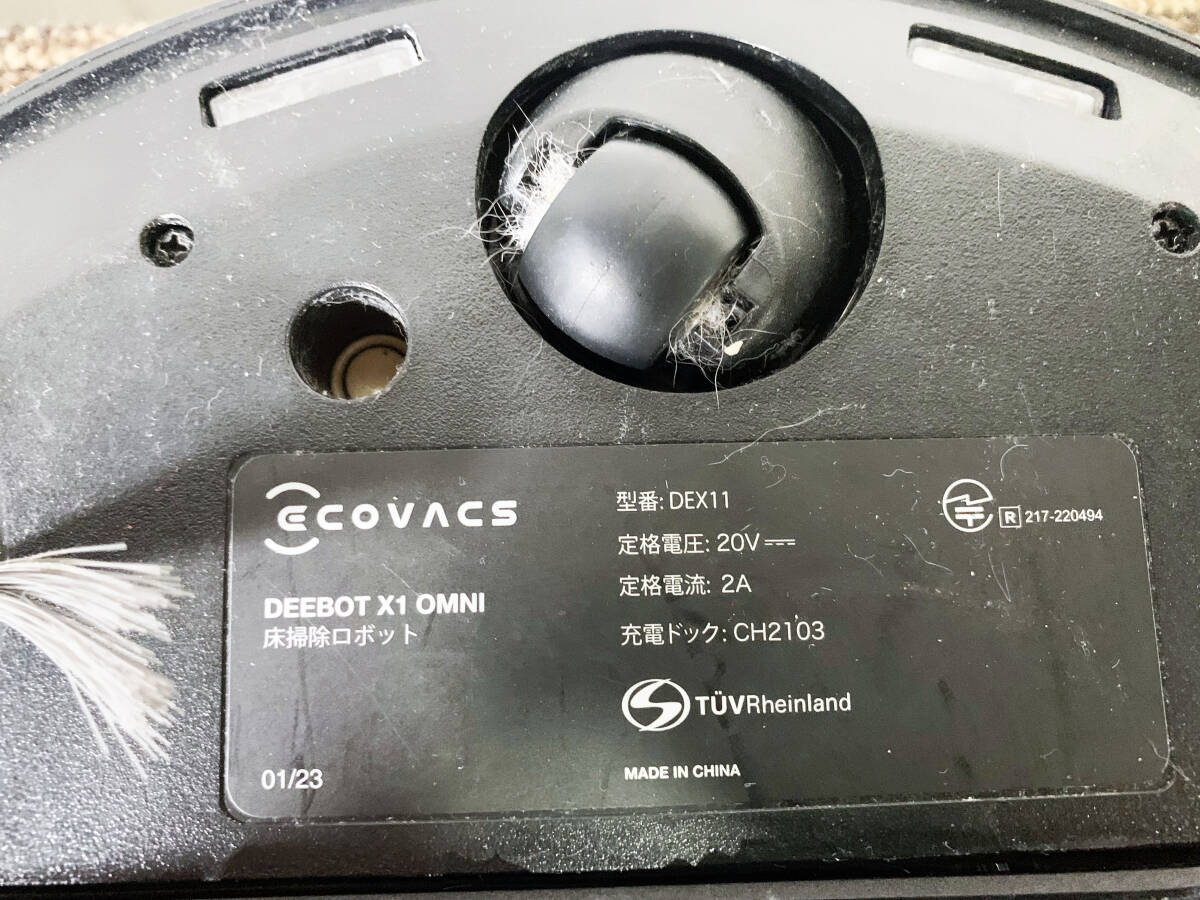 ECOVACS
DEEBOT X1 OMNI
床掃除ロボット
01/23
型番: DEX11
定格電圧: 20V⎓
定格電流: 2A
充電ドック: CH2103
TÜVRheinland
MADE IN CHINA
R 217-220494